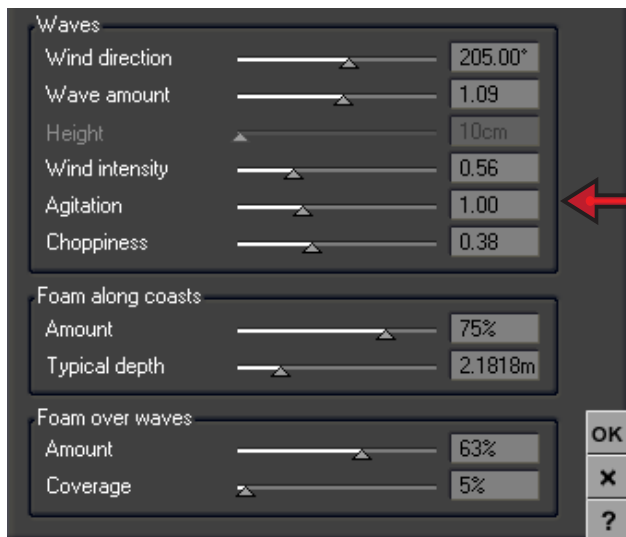 Waves
Wind direction 205.00°
Wave amount 1.09
Height 10cm
Wind intensity 0.56
Agitation 1.00
Choppiness 0.38
Foam along coasts
Amount 75%
Typical depth 2.1818m
Foam over waves
Amount 63%
Coverage 5%
OK
×
?